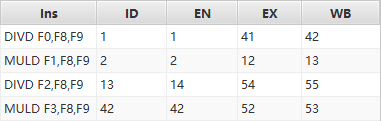 Ins ID EN EX WB
DIVD F0,F8,F9 1 1 41 42
MULD F1,F8,F9 2 2 12 13
DIVD F2,F8,F9 13 14 54 55
MULD F3,F8,F9 42 42 52 53